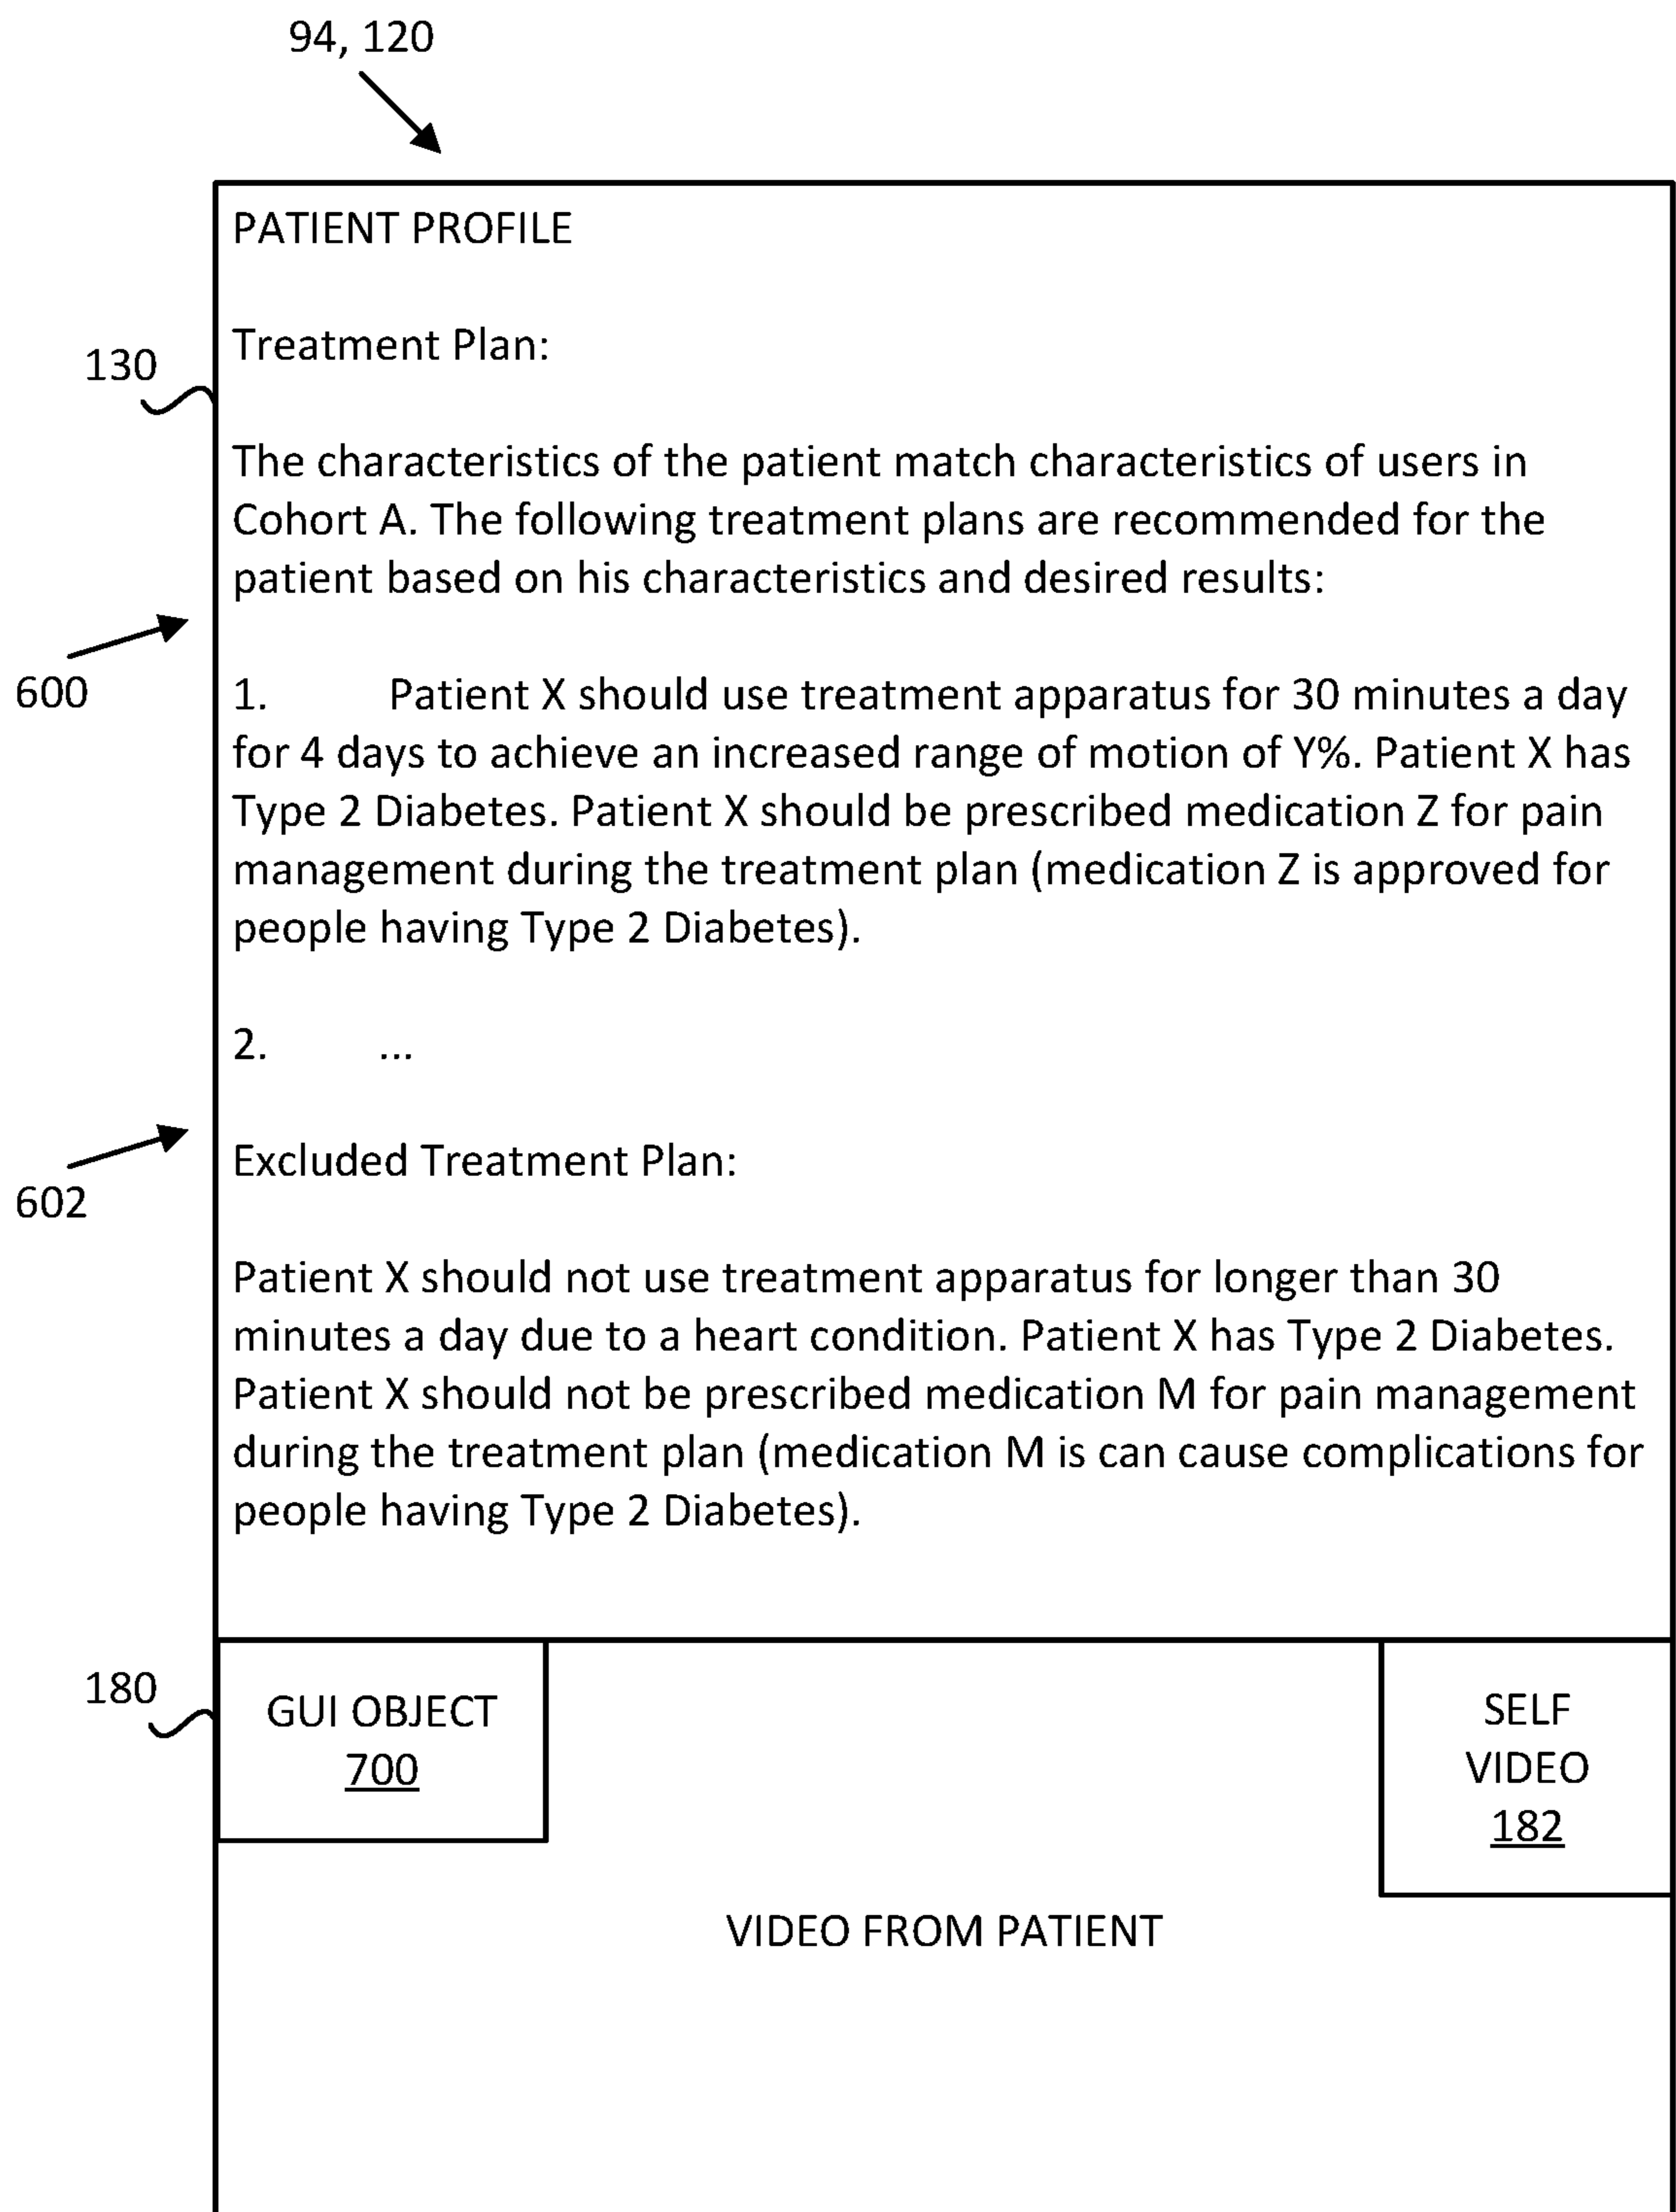 94, 120
PATIENT PROFILE
Treatment Plan:
130
The characteristics of the patient match characteristics of users in
Cohort A. The following treatment plans are recommended for the
patient based on his characteristics and desired results:
600
1. Patient X should use treatment apparatus for 30 minutes a day
for 4 days to achieve an increased range of motion of Y%. Patient X has
Type 2 Diabetes. Patient X should be prescribed medication Z for pain
management during the treatment plan (medication Z is approved for
people having Type 2 Diabetes).
2. ...
Excluded Treatment Plan:
602
Patient X should not use treatment apparatus for longer than 30
minutes a day due to a heart condition. Patient X has Type 2 Diabetes.
Patient X should not be prescribed medication M for pain management
during the treatment plan (medication M is can cause complications for
people having Type 2 Diabetes).
180
GUI OBJECT
700
SELF
VIDEO
182
VIDEO FROM PATIENT